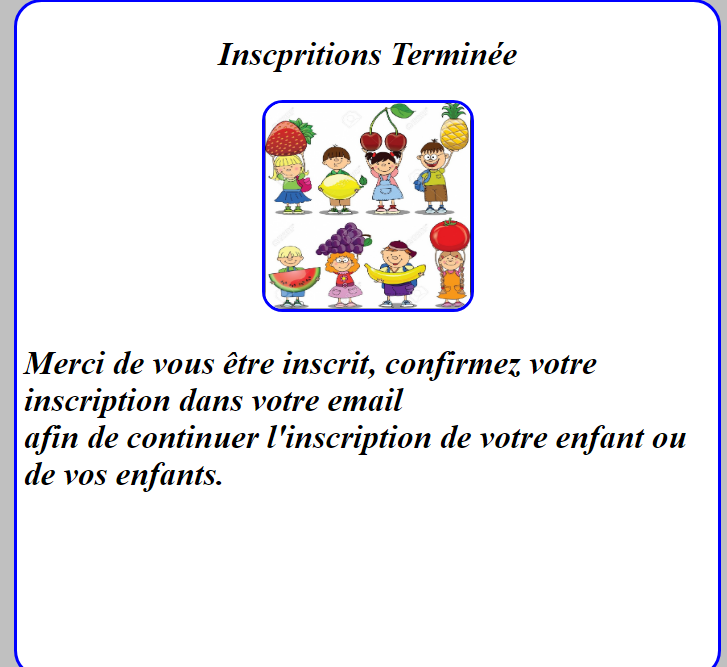 Inscpritions Terminée
Merci de vous être inscrit, confirmez votre
inscription dans votre email
afin de continuer l'inscription de votre enfant ou
de vos enfants.